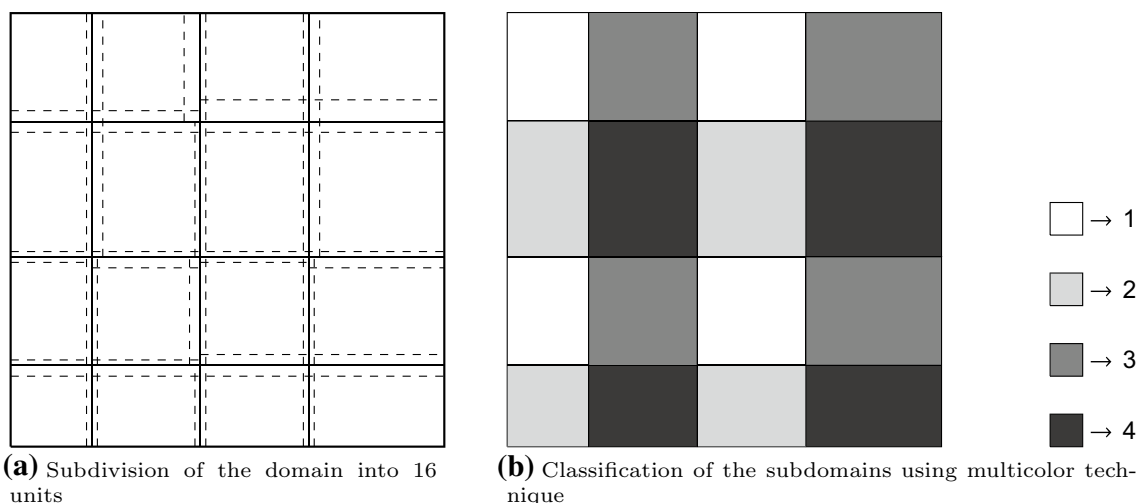 → 1
→ 2
→ 3
→ 4
(a) Subdivision of the domain into 16
units
(b) Classification of the subdomains using multicolor tech-
nique